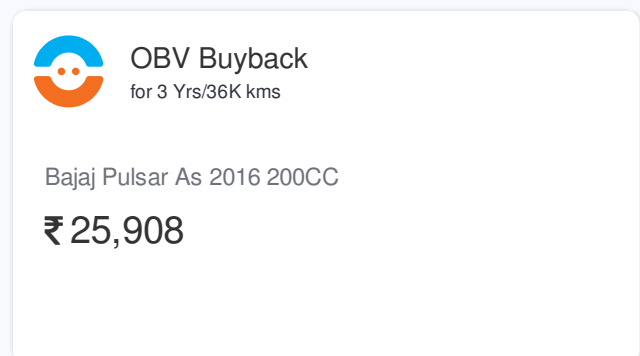 OBV Buyback
for 3 Yrs/36K kms
Bajaj Pulsar As 2016 200CC
₹ 25,908